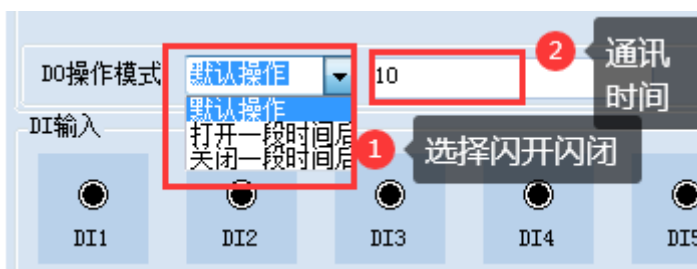 DO操作模式
默认操作
10
2
通讯
时间
默认操作
打开一段时间后
关闭一段时间后
1
选择闪开闪闭
DI输入
DI1
DI2
DI3
DI4
DI5